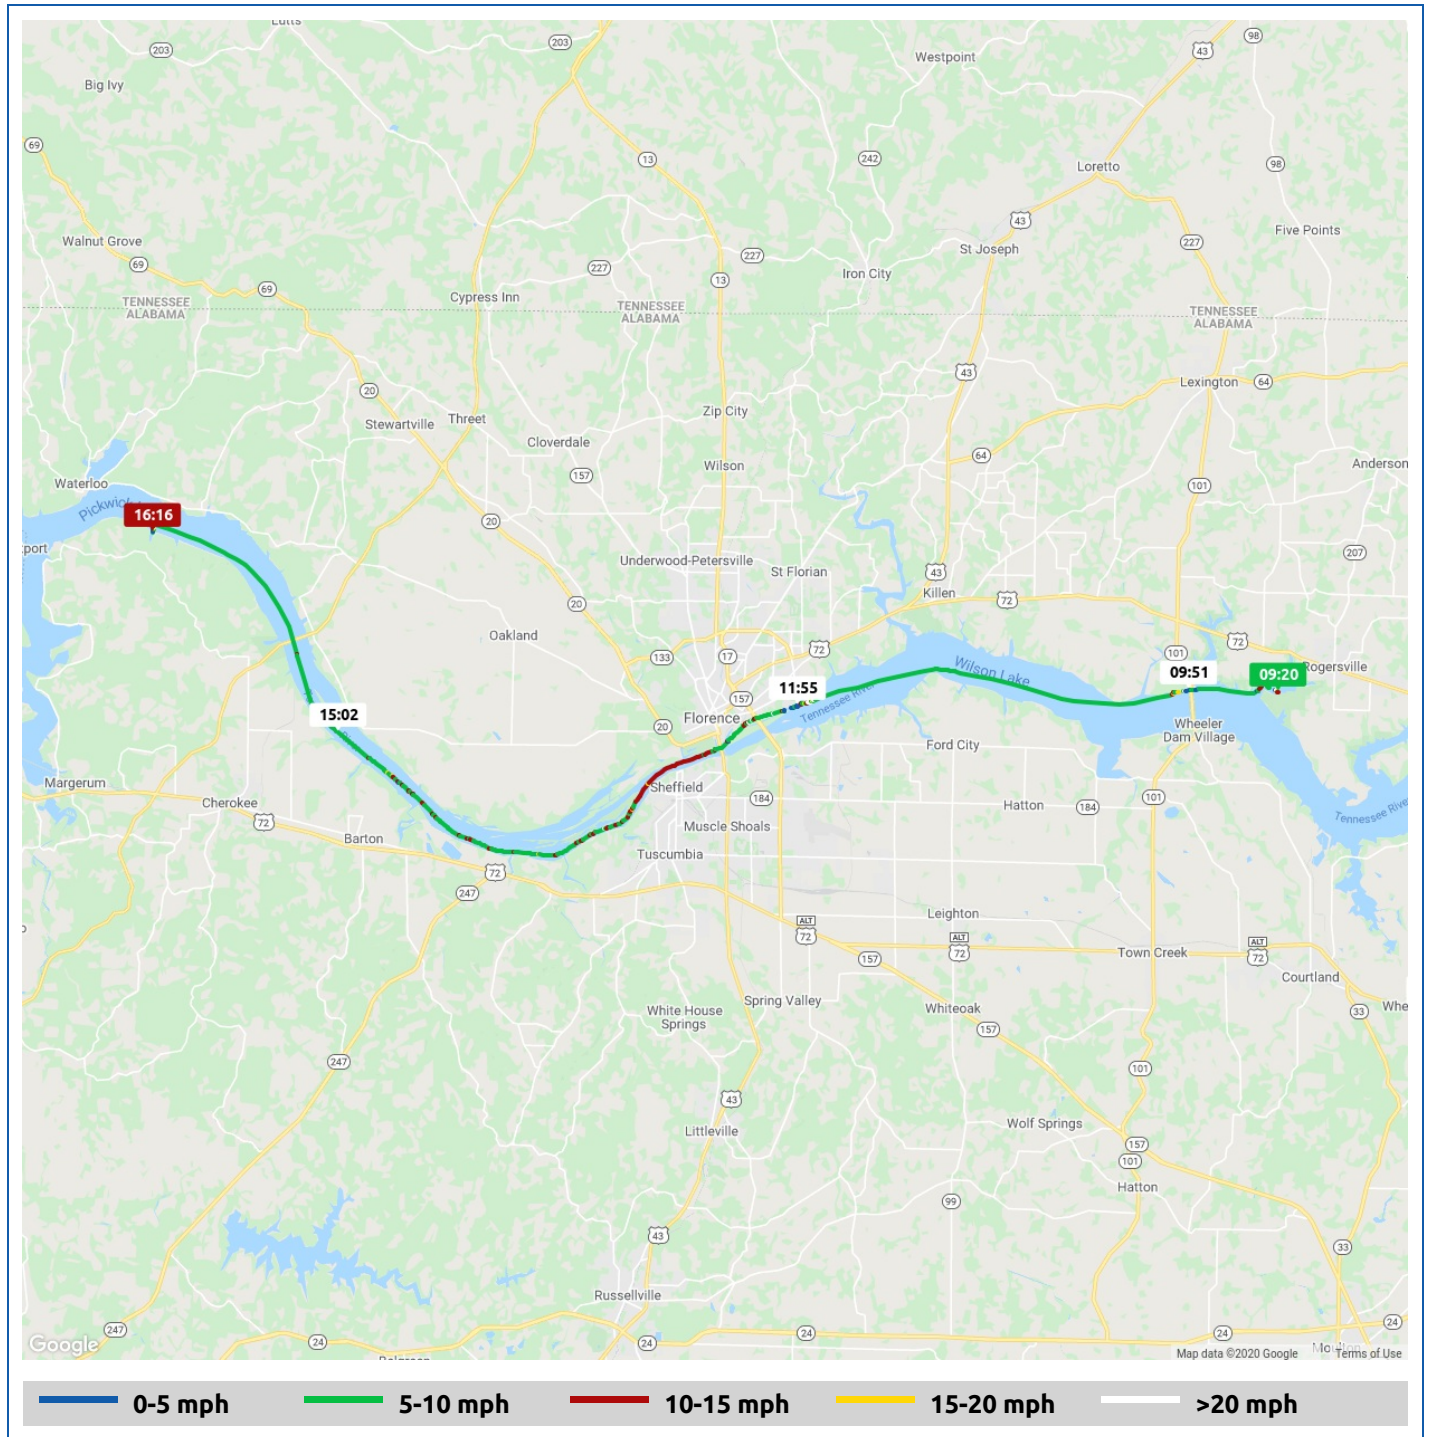 Lutts
203
203
98
43
Westpoint
Big Ivy
69
13
242
Loretto
98
43
Five Points
Walnut Grove
227
St Joseph
69
227
227
Iron City
13
69
Cypress Inn
TENNESSEE
ALABAMA
TENNESSEE
ALABAMA
TENNESSEE
ALABAMA
43
Lexington
64
20
Zip City
Threet
Stewartville
Cloverdale
64
Wilson
Anderson
157
Waterloo
101
Pickwic
16:16
20
port
207
Underwood-Petersville
St Florian
43
Killen
72
20
Oakland
72
133
17
72
101
Rogersville
Wilson Lake
09:51
09:20
11:55
157
Tennessee River
15:02
Florence
20
Wheeler
Dam Village
Ford City
Margerum
Sheffield
101
Cherokee
184
Hatton
184
Tennessee Rive
72
Muscle Shoals
Barton
Tuscumbia
72
247
Leighton
ALT
72
ALT
72
ALT
72
157
Town Creek
Courtland
Spring Valley
White House
Springs
Whiteoak
33
Whe
157
247
101
43
Littleville
Wolf Springs
157
101
Hatton
99
43
33
Russellville
247
24
24
24
24
24
Google
Belgreen
Moulton
Map data ©2020 Google
Terms of Use
0-5 mph
5-10 mph
10-15 mph
15-20 mph
>20 mph